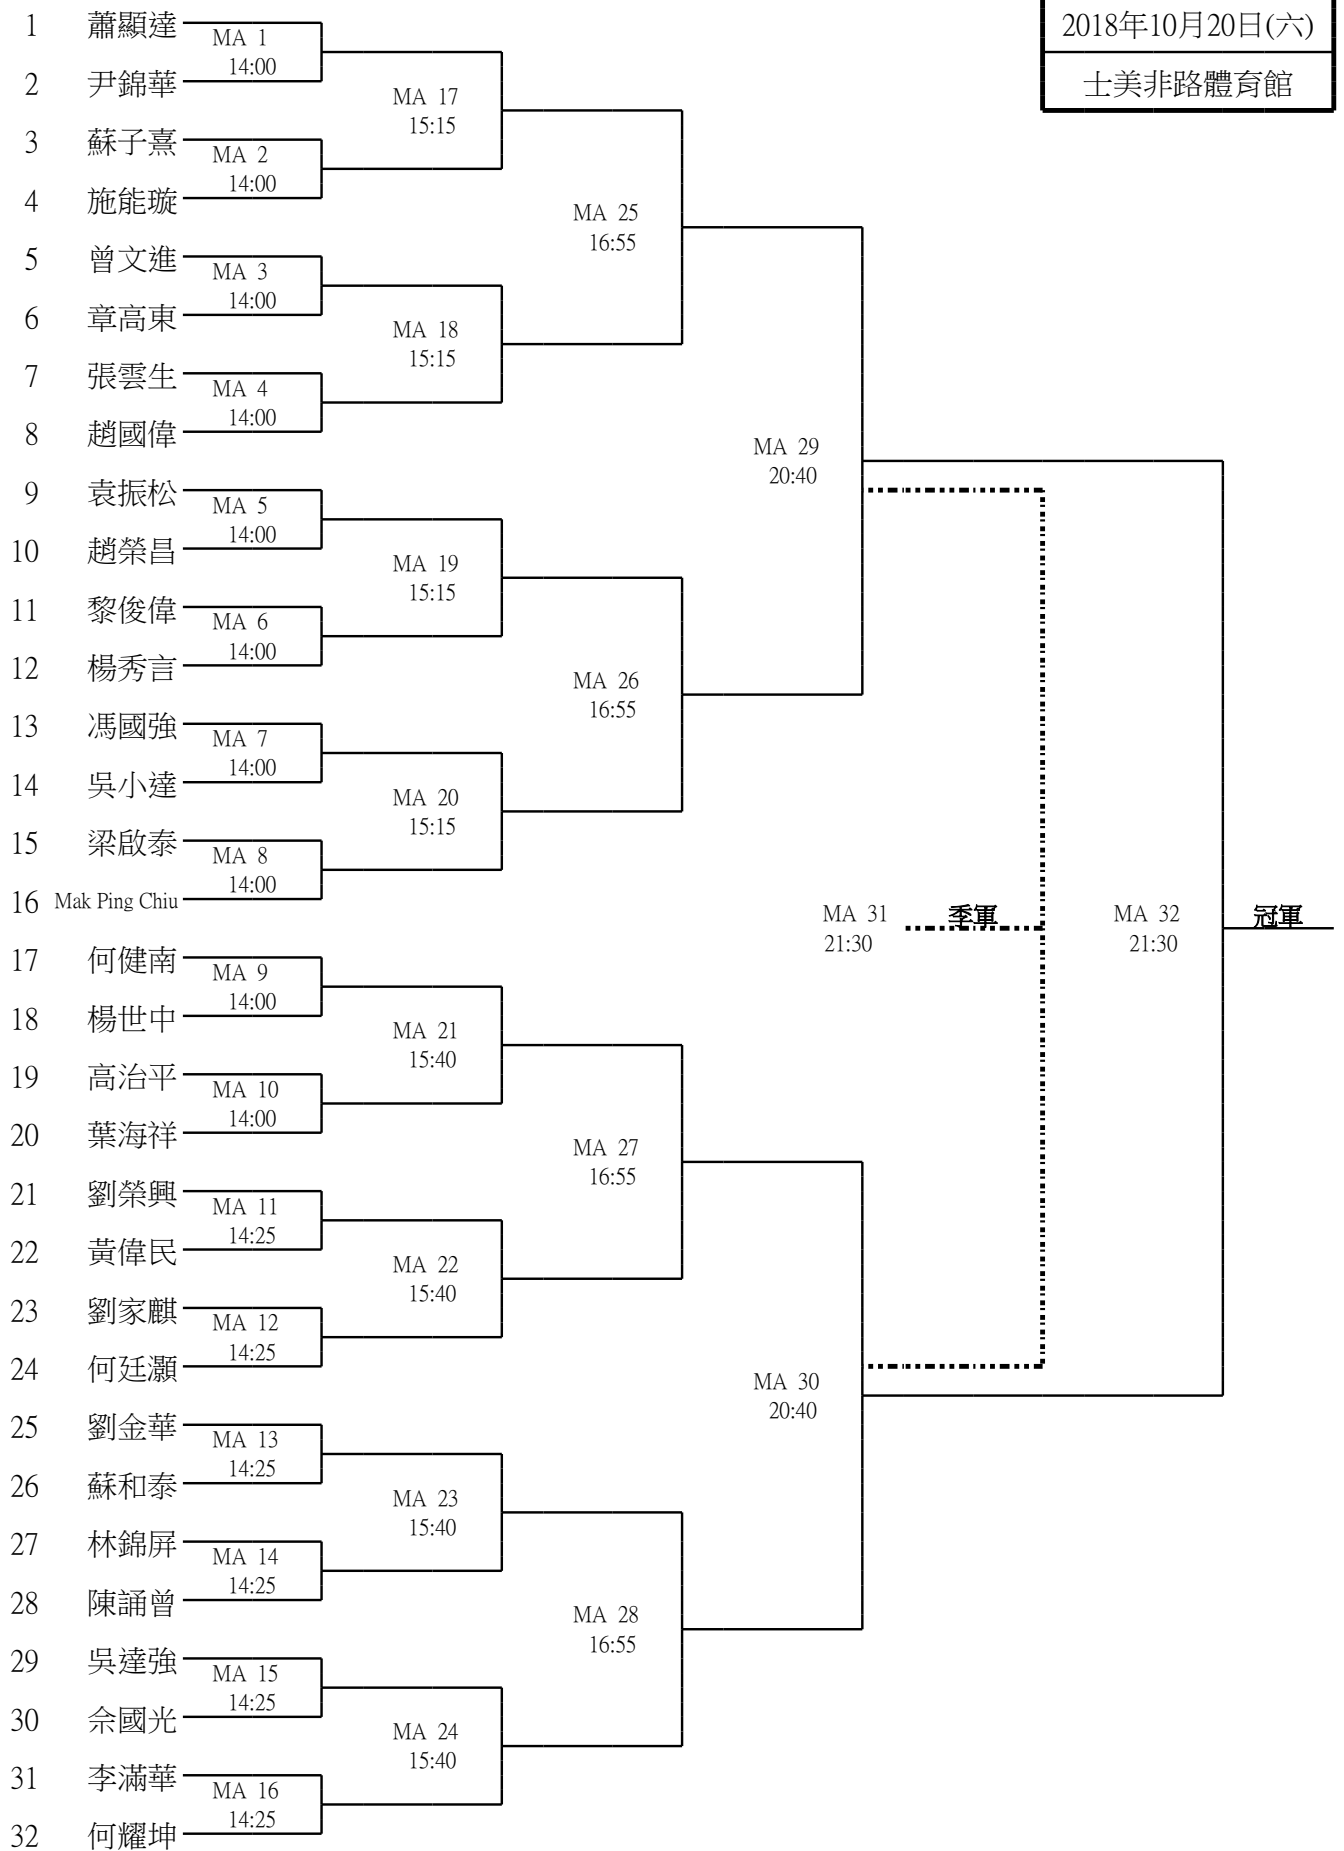 2018年10月20日(六)
士美非路體育館
1 蕭顯達
MA 1
14:00
2 尹錦華
MA 17
15:15
3 蘇子熹
MA 2
14:00
4 施能璇
MA 25
16:55
5 曾文進
MA 3
14:00
6 章高東
MA 18
15:15
7 張雲生
MA 4
14:00
8 趙國偉
MA 29
20:40
9 袁振松
MA 5
14:00
10 趙榮昌
MA 19
15:15
11 黎俊偉
MA 6
14:00
12 楊秀言
MA 26
16:55
13 馮國強
MA 7
14:00
14 吳小達
MA 20
15:15
15 梁啟泰
MA 8
14:00
16 Mak Ping Chiu
MA 31 季軍 MA 32 冠軍
21:30 21:30
17 何健南
MA 9
14:00
18 楊世中
MA 21
15:40
19 高治平
MA 10
14:00
20 葉海祥
MA 27
16:55
21 劉榮興
MA 11
14:25
22 黃偉民
MA 22
15:40
23 劉家麒
MA 12
14:25
24 何廷灝
MA 30
20:40
25 劉金華
MA 13
14:25
26 蘇和泰
MA 23
15:40
27 林錦屏
MA 14
14:25
28 陳誦曾
MA 28
16:55
29 吳達強
MA 15
14:25
30 佘國光
MA 24
15:40
31 李滿華
MA 16
14:25
32 何耀坤